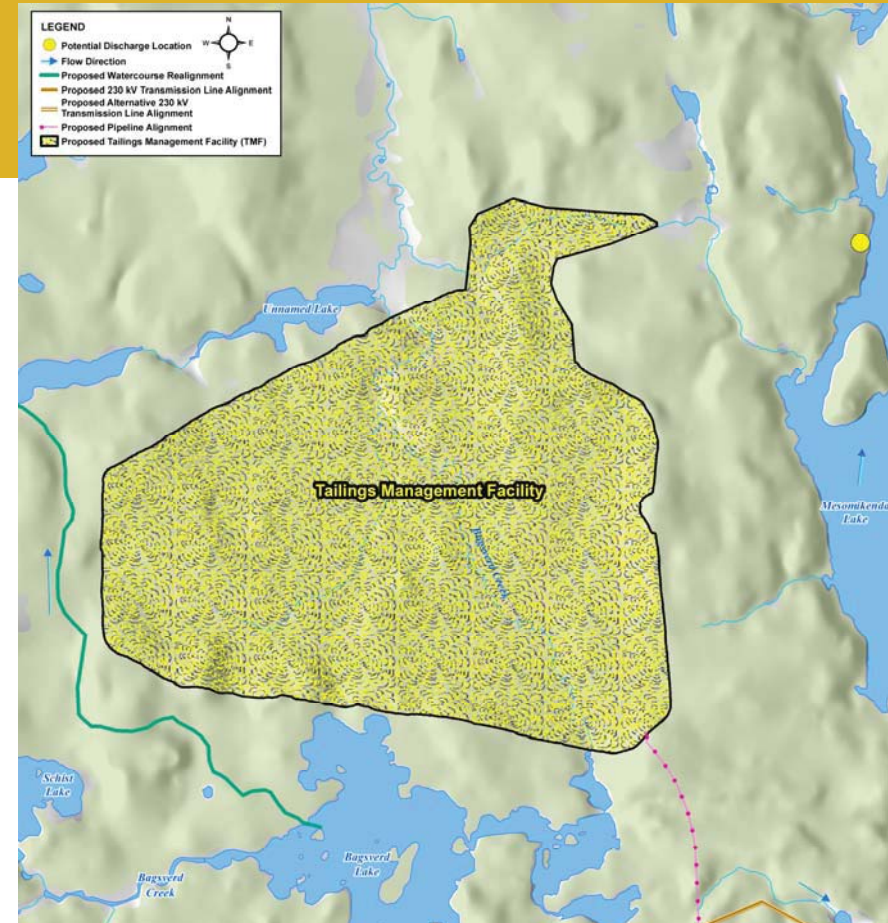 LEGEND
N
W
E
S
Potential Discharge Location
Flow Direction
Proposed Watercourse Realignment
Proposed 230 kV Transmission Line Alignment
Proposed Alternative 230 kV
Transmission Line Alignment
Proposed Pipeline Alignment
Proposed Tailings Management Facility (TMF)
Unnamed Lake
Tailings Management Facility
Mesomikenda
Lake
Bagsverd Creek
Schist
Lake
Bagsverd
Lake
Bagsverd
Creek